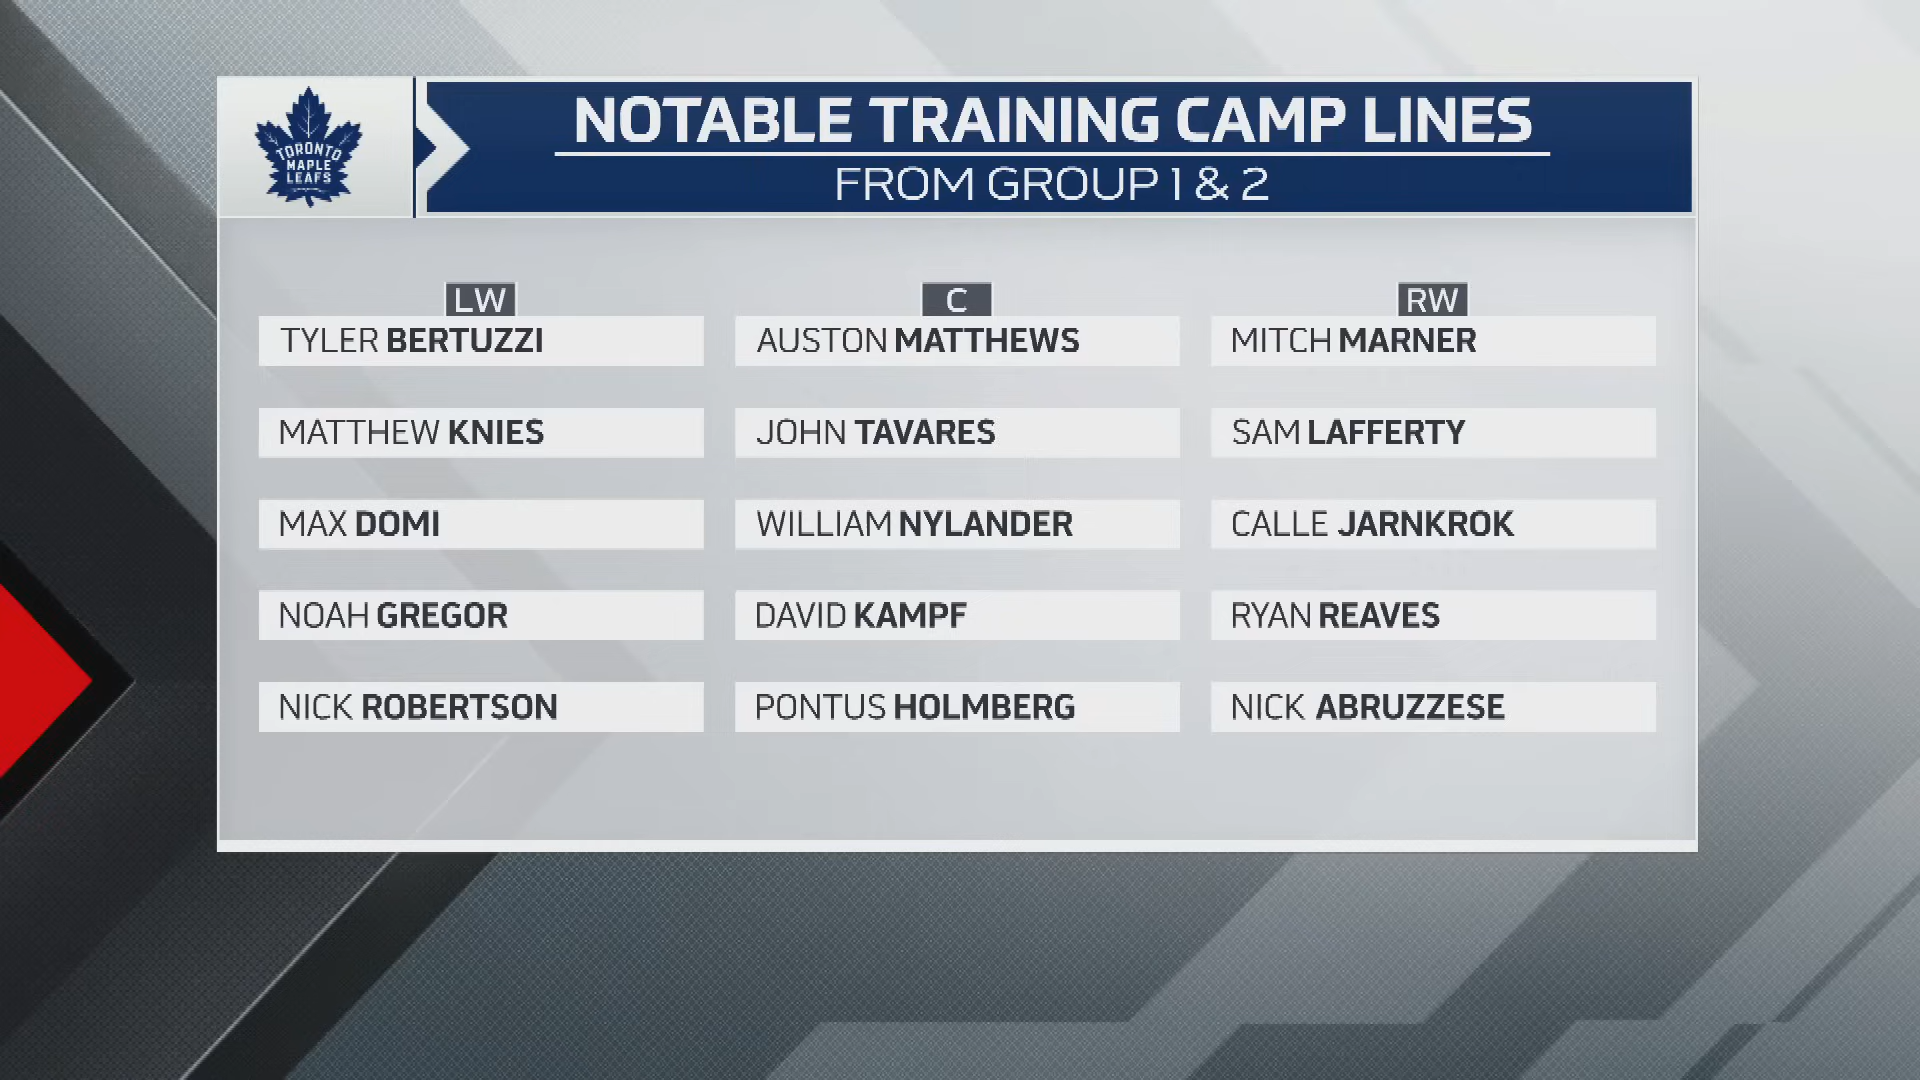 TORONTO
MAPLE
LEAFS
NOTABLE TRAINING CAMP LINES
FROM GROUP 1 & 2
LW C RW
TYLER BERTUZZI AUSTON MATTHEWS MITCH MARNER
MATTHEW KNIES JOHN TAVARES SAM LAFFERTY
MAX DOMI WILLIAM NYLANDER CALLE JARNKROK
NOAH GREGOR DAVID KAMPF RYAN REAVES
NICK ROBERTSON PONTUS HOLMBERG NICK ABRUZZESE